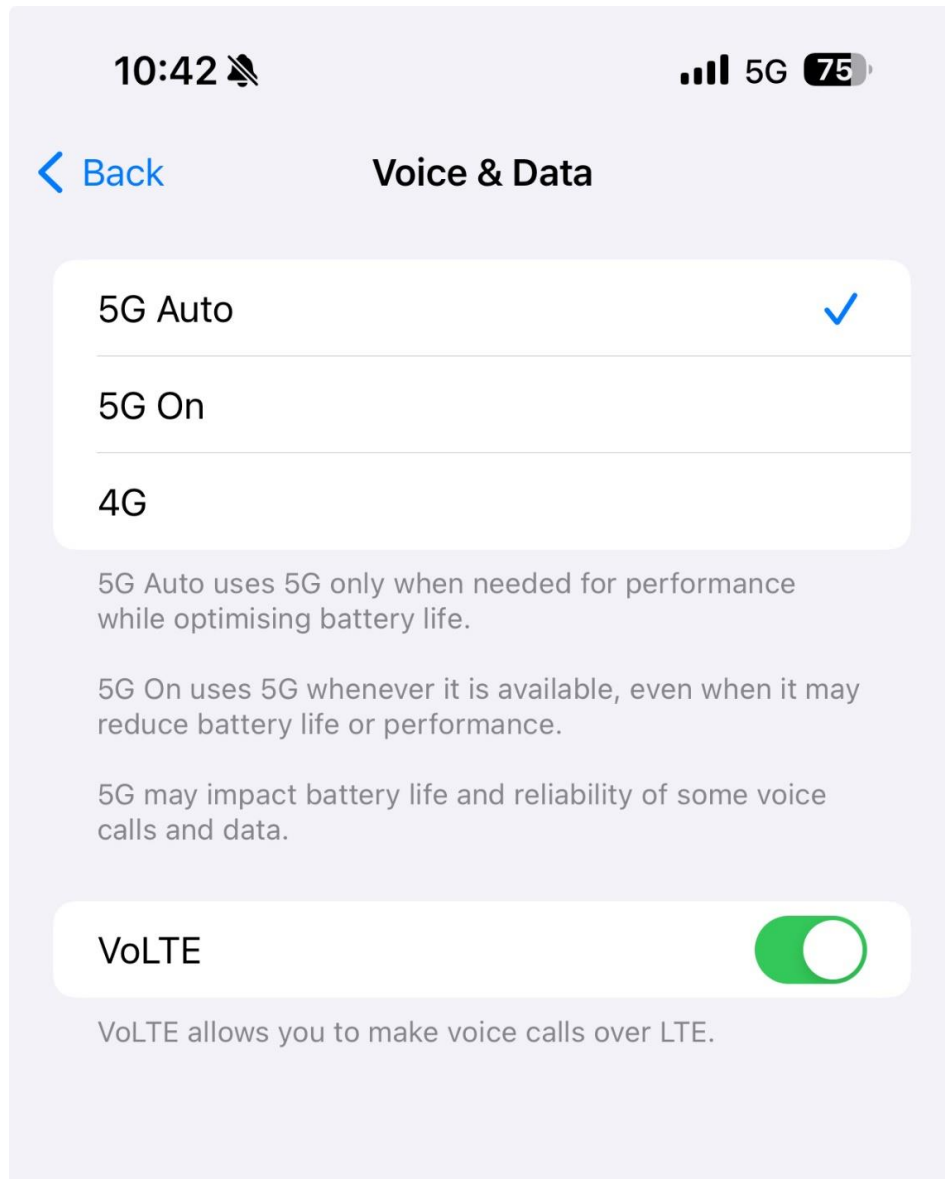 10:42
5G 75
Back Voice & Data
5G Auto
5G On
4G
5G Auto uses 5G only when needed for performance
while optimising battery life.
5G On uses 5G whenever it is available, even when it may
reduce battery life or performance.
5G may impact battery life and reliability of some voice
calls and data.
VoLTE
VoLTE allows you to make voice calls over LTE.